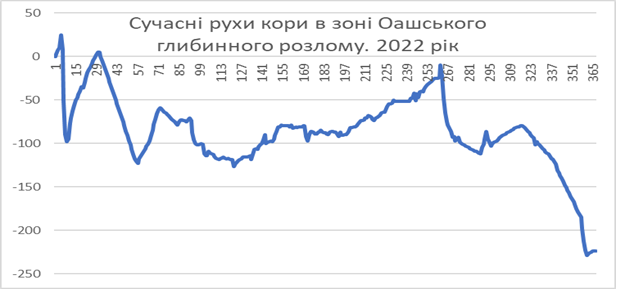 Сучасні рухи кори в зоні Оашського
глибинного розлому. 2022 рік
50
0
-50
-100
-150
-200
-250
1 15 29 43 57 71 85 99 113 127 141 155 169 183 197 211 225 239 253 267 281 295 309 323 337 351 365